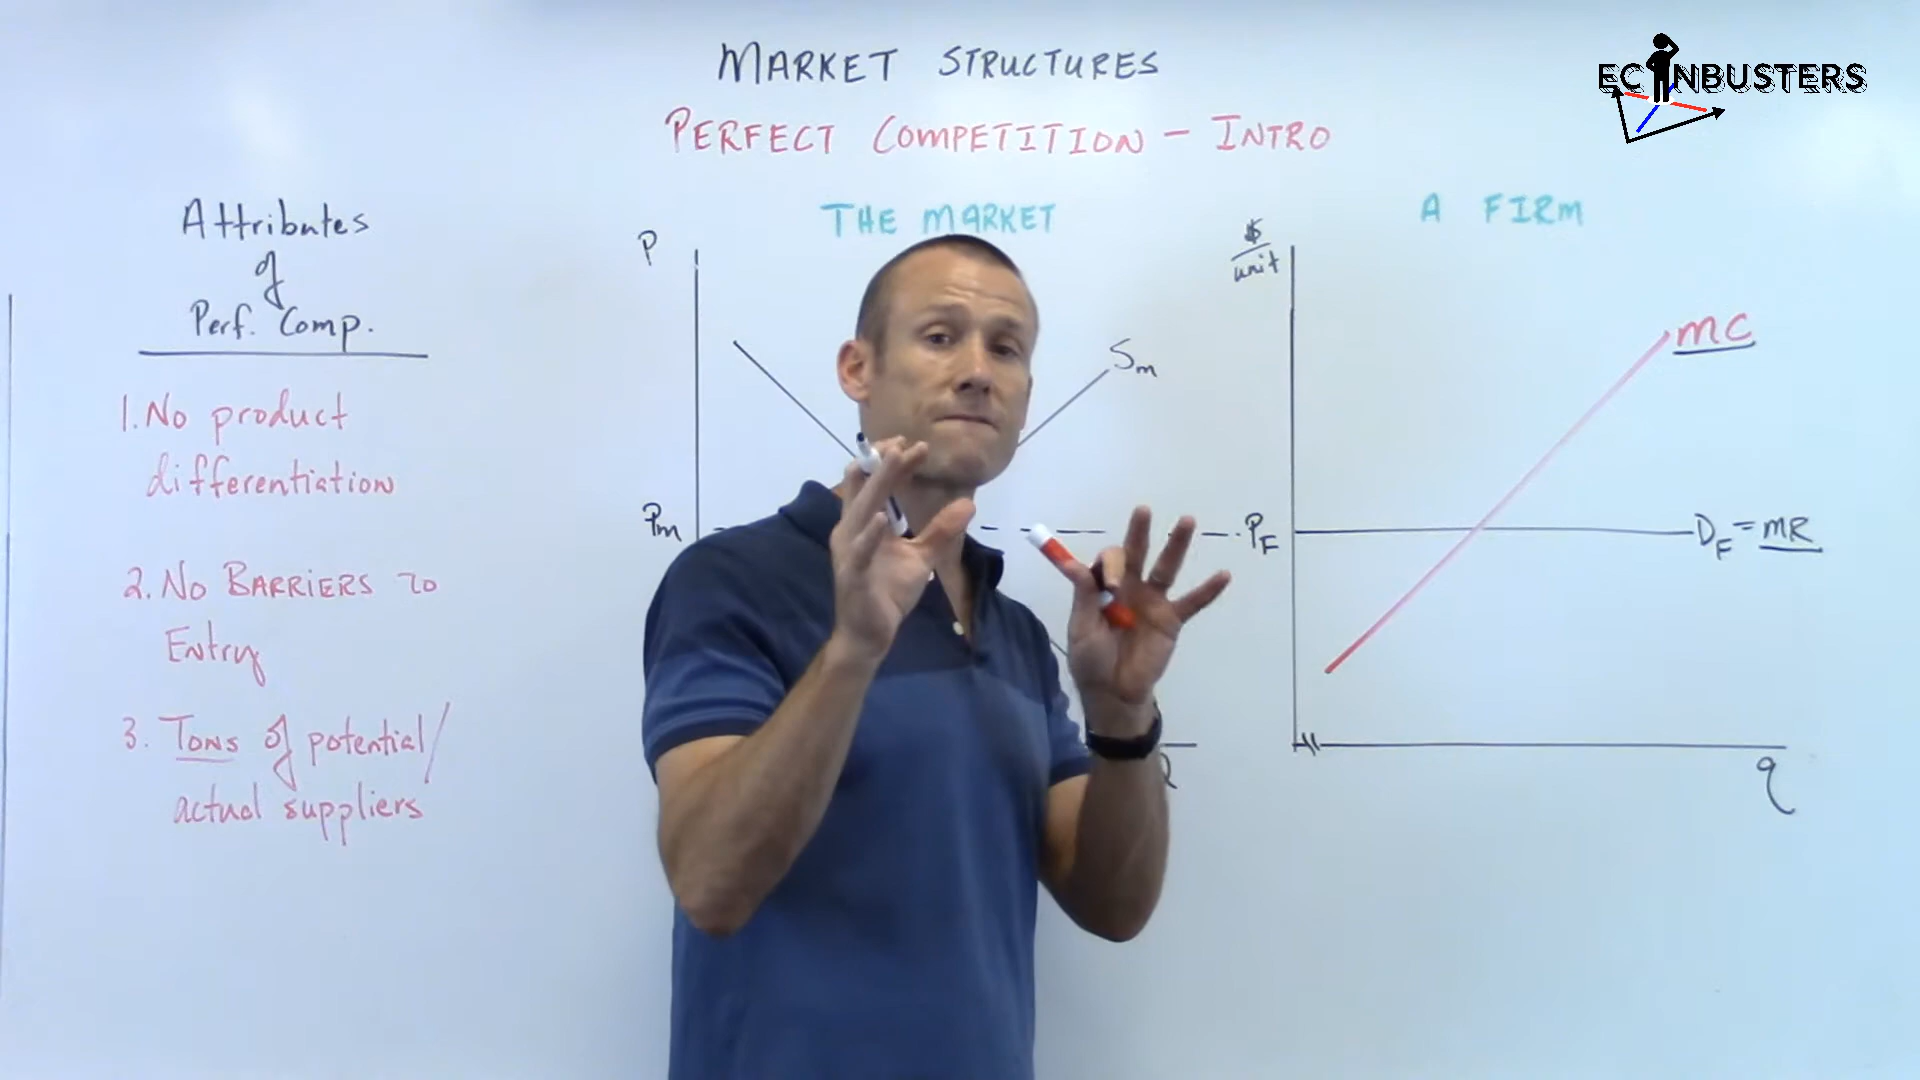 MARKET STRUCTURES
PERFECT COMPETITION - INTRO
ECONBUSTERS
Attributes
of
Perf. Comp.
1. No product
differentiation
2. No BARRIERS TO
Entry
3. TONS of potential/
actual suppliers
THE MARKET
P
Sm
Pm
Q
A FIRM
$/unit
MC
PF
DF = MR
q